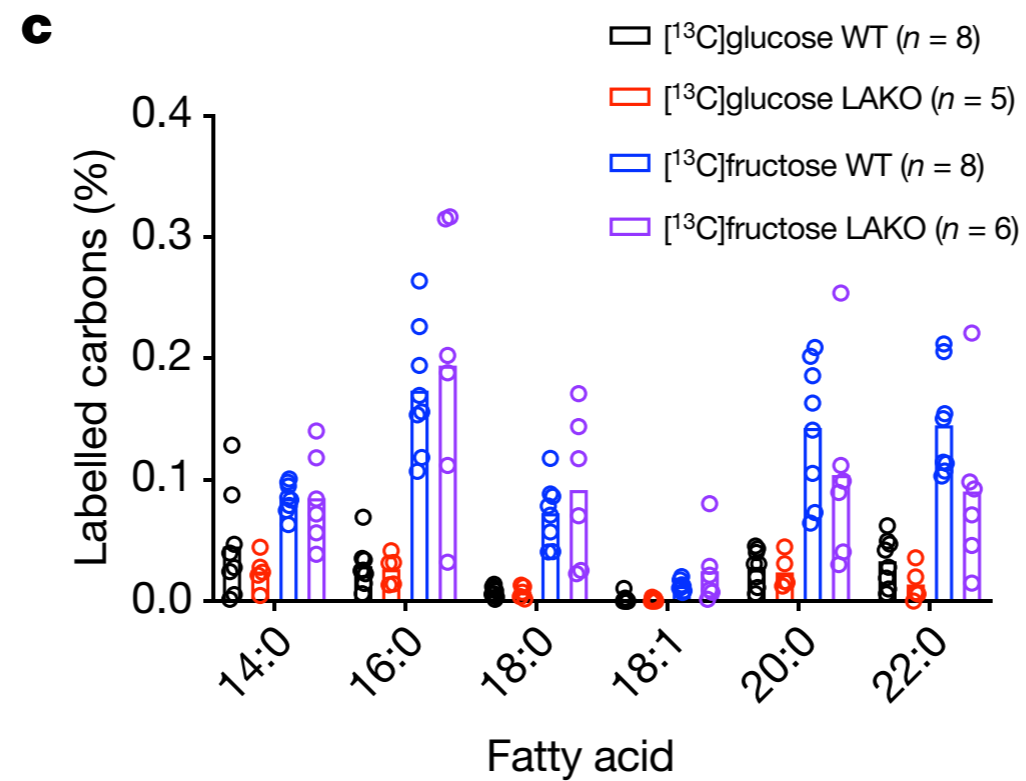 c
[¹³C]glucose WT (n = 8)
[¹³C]glucose LAKO (n = 5)
[¹³C]fructose WT (n = 8)
[¹³C]fructose LAKO (n = 6)
Labelled carbons (%)
0.4
0.3
0.2
0.1
0.0
14:0
16:0
18:0
18:1
20:0
22:0
Fatty acid